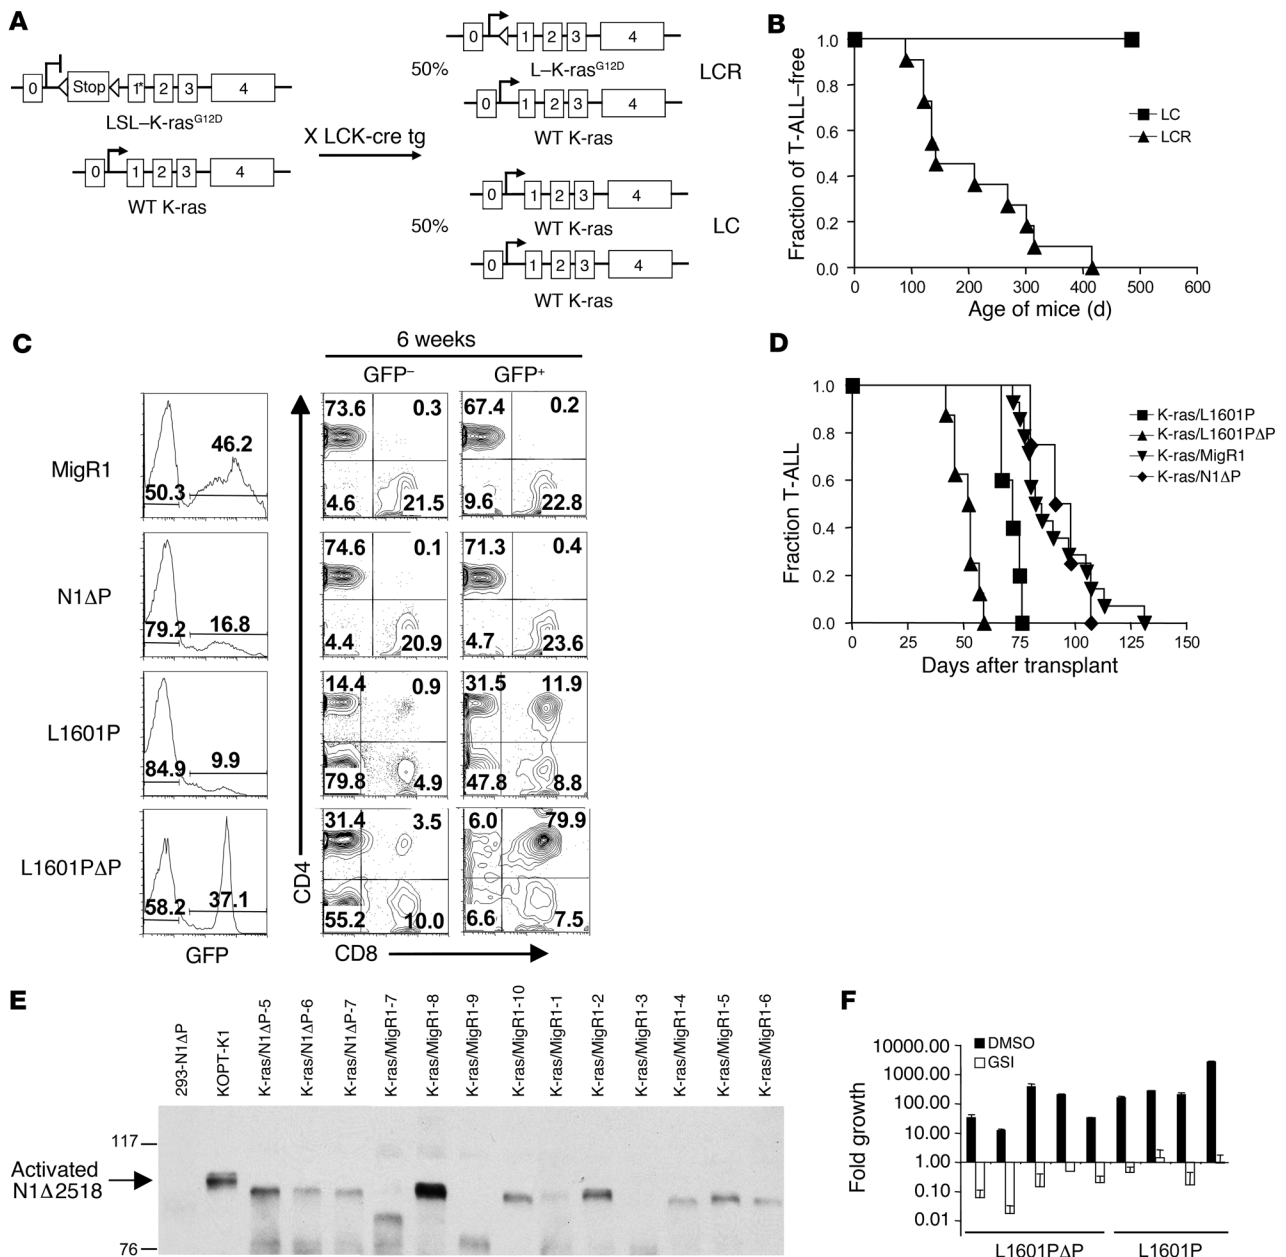 A
0
Stop
1*
2
3
4
LSL–K-rasG12D
0
1
2
3
4
WT K-ras
X LCK-cre tg
50%
0
1
2
3
4
L–K-rasG12D
0
1
2
3
4
WT K-ras
LCR
50%
0
1
2
3
4
WT K-ras
0
1
2
3
4
WT K-ras
LC
B
Fraction of T-ALL–free
1.0
0.8
0.6
0.4
0.2
0.0
0 100 200 300 400 500 600
Age of mice (d)
LC
LCR
C
6 weeks
GFP– GFP+
MigR1
50.3 46.2
73.6 0.3
4.6 21.5
67.4 0.2
9.6 22.8
N1ΔP
79.2 16.8
74.6 0.1
4.4 20.9
71.3 0.4
4.7 23.6
L1601P
84.9 9.9
14.4 0.9
79.8 4.9
31.5 11.9
47.8 8.8
L1601PΔP
58.2 37.1
31.4 3.5
55.2 10.0
6.0 79.9
6.6 7.5
GFP
CD4
CD8
D
Fraction T-ALL
1.0
0.8
0.6
0.4
0.2
0.0
0 25 50 75 100 125 150
Days after transplant
K-ras/L1601P
K-ras/L1601PΔP
K-ras/MigR1
K-ras/N1ΔP
E
293-N1ΔP
KOPT-K1
K-ras/N1ΔP-5
K-ras/N1ΔP-6
K-ras/N1ΔP-7
K-ras/MigR1-7
K-ras/MigR1-8
K-ras/MigR1-9
K-ras/MigR1-10
K-ras/MigR1-1
K-ras/MigR1-2
K-ras/MigR1-3
K-ras/MigR1-4
K-ras/MigR1-5
K-ras/MigR1-6
117
Activated
N1Δ2518
76
F
DMSO
GSI
Fold growth
10000.00
1000.00
100.00
10.00
1.00
0.10
0.01
L1601PΔP L1601P